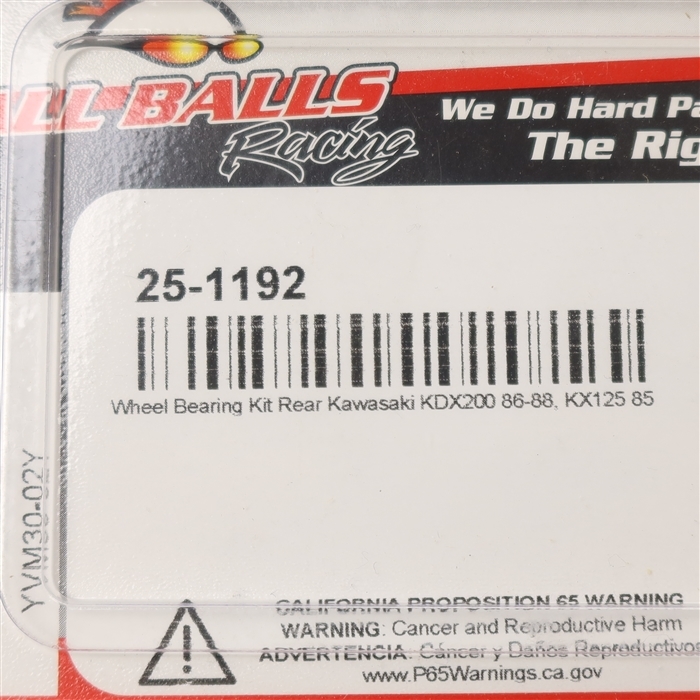 ALL-BALLS
Racing
We Do Hard Pa
The Rig
25-1192
Wheel Bearing Kit Rear Kawasaki KDX200 86-88, KX125 85
YVM30-02Y
CALIFORNIA PROPOSITION 65 WARNING
WARNING: Cancer and Reproductive Harm
ADVERTENCIA: Cáncer y Daños Reproductivos
www.P65Warnings.ca.gov